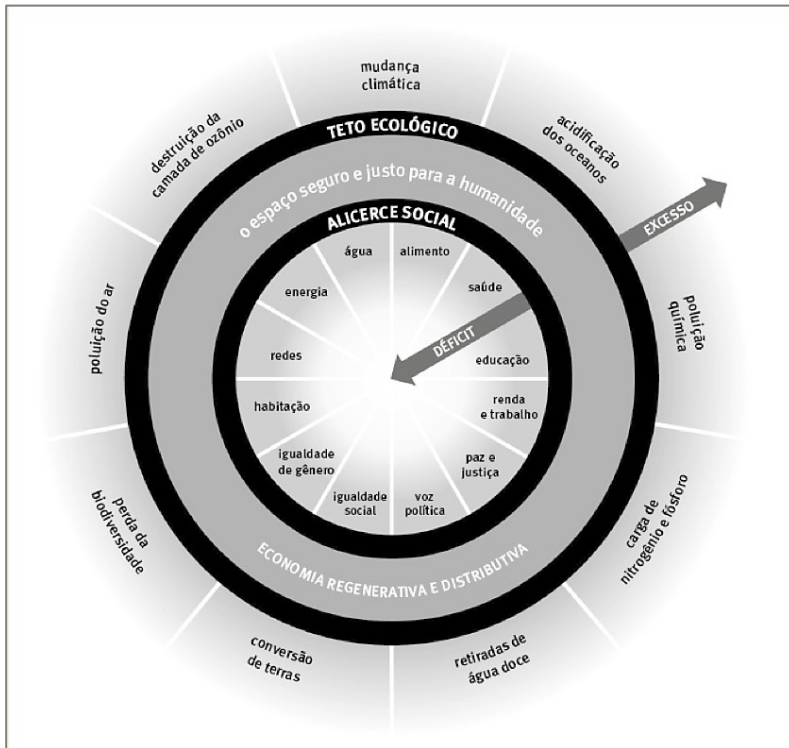 mudança
climática
acidificação
dos oceanos
poluição
química
carga de
nitrogênio e fósforo
retiradas de
água doce
conversão
de terras
perda da
biodiversidade
poluição do ar
destruição da
camada de ozônio
TETO ECOLÓGICO
o espaço seguro e justo para a humanidade
ALICERCE SOCIAL
água
alimento
saúde
educação
renda
e trabalho
paz e
justiça
voz
política
igualdade
social
igualdade
de gênero
habitação
redes
energia
DÉFICIT
EXCESSO
ECONOMIA REGENERATIVA E DISTRIBUTIVA